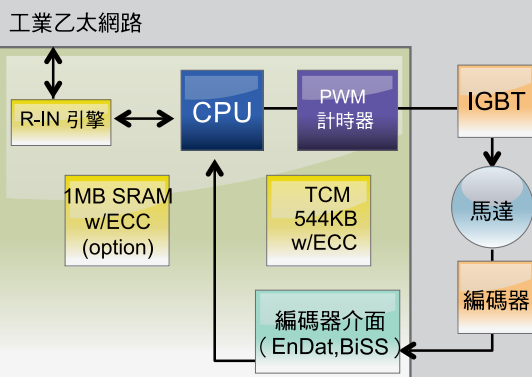 工業乙太網路
R-IN 引擎
CPU
PWM
計時器
IGBT
1MB SRAM
w/ECC
(option)
TCM
544KB
w/ECC
馬達
編碼器
編碼器介面
(EnDat,BiSS)